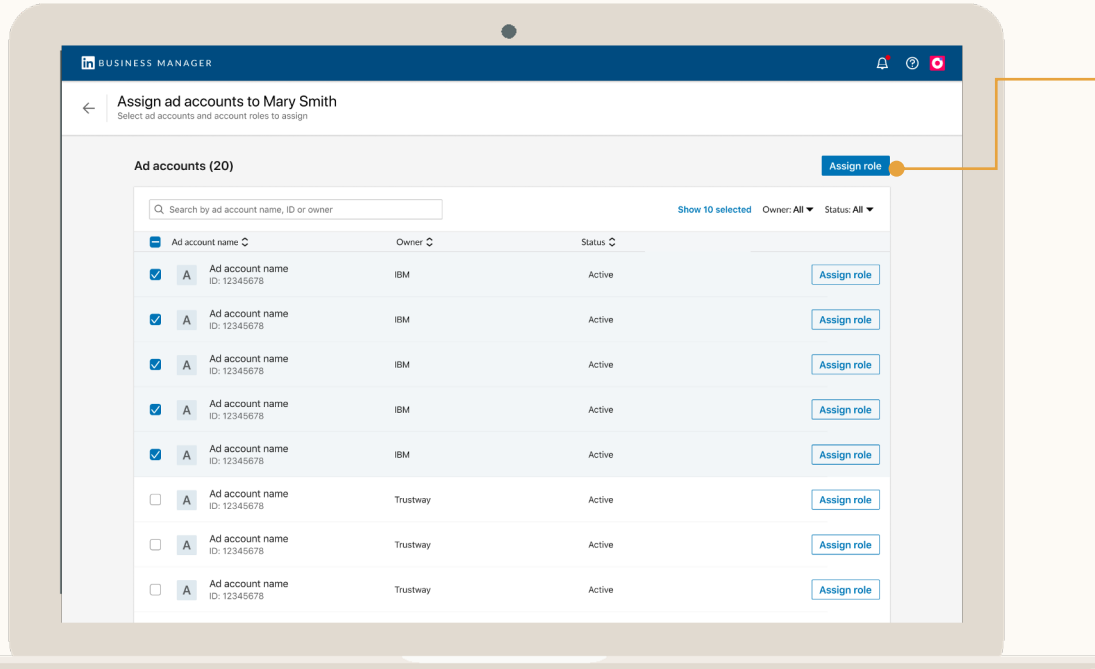 in BUSINESS MANAGER
Assign ad accounts to Mary Smith
Select ad accounts and account roles to assign
Ad accounts (20)
Assign role
Search by ad account name, ID or owner
Show 10 selected Owner: All Status: All
Ad account name Owner Status
A Ad account name IBM Active Assign role
ID: 12345678
A Ad account name IBM Active Assign role
ID: 12345678
A Ad account name IBM Active Assign role
ID: 12345678
A Ad account name IBM Active Assign role
ID: 12345678
A Ad account name IBM Active Assign role
ID: 12345678
A Ad account name Trustway Active Assign role
ID: 12345678
A Ad account name Trustway Active Assign role
ID: 12345678
A Ad account name Trustway Active Assign role
ID: 12345678